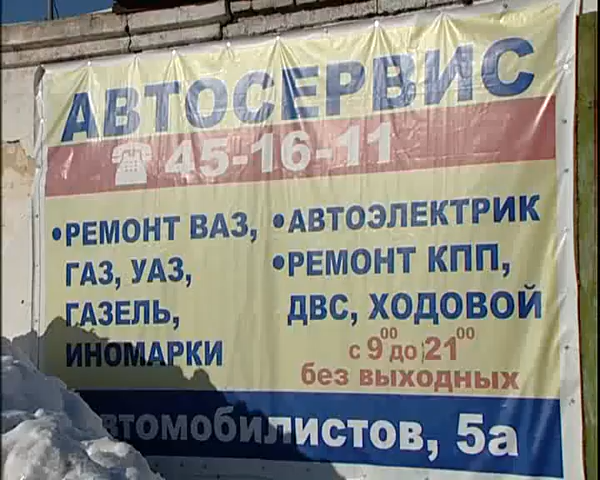 АВТОСЕРВИС
45-16-11
•РЕМОНТ ВАЗ,
ГАЗ, УАЗ,
ГАЗЕЛЬ,
ИНОМАРКИ
•АВТОЭЛЕКТРИК
•РЕМОНТ КПП,
ДВС, ХОДОВОЙ
с 9⁰⁰ до 21⁰⁰
без выходных
Автомобилистов, 5а